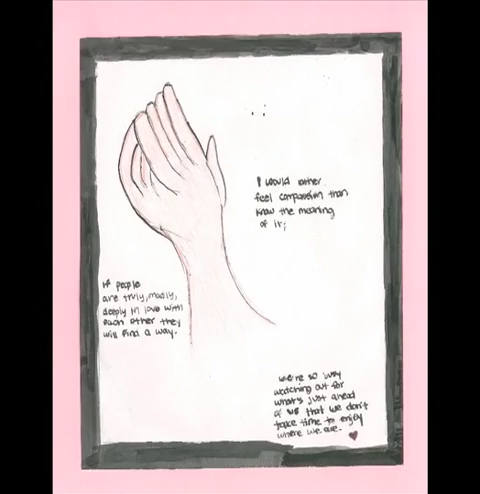 I would rather
feel compassion than
know the meaning
of it;
If people
are truly, madly,
deeply in love with
each other they
will find a way.
we're so busy
watching out for
what's just ahead
of us that we don't
take time to enjoy
where we are.